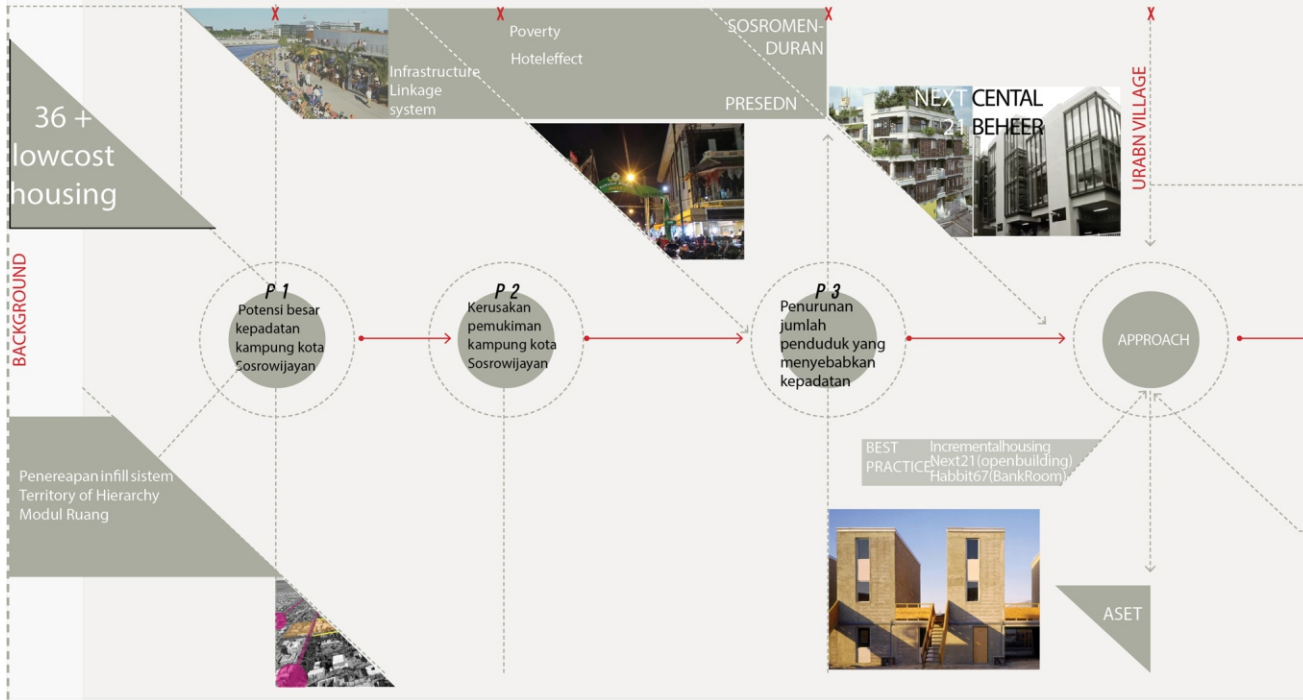 36 +
lowcost
housing
BACKGROUND
Penereapan infill sistem
Territory of Hierarchy
Modul Ruang
X
X
X
X
Infrastructure
Linkage
system
Poverty
Hoteleffect
SOSROMEN-
DURAN
PRESEDN
NEXT
21
CENTAL
BEHEER
URABN VILLAGE
P 1
Potensi besar
kepadatan
kampung kota
Sosrowijayan
P 2
Kerusakan
pemukiman
kampung kota
Sosrowijayan
P 3
Penurunan
jumlah
penduduk yang
menyebabkan
kepadatan
APPROACH
BEST
PRACTICE
Incrementalhousing
Next21(openbuilding)
Habbit67(BankRoom)
ASET